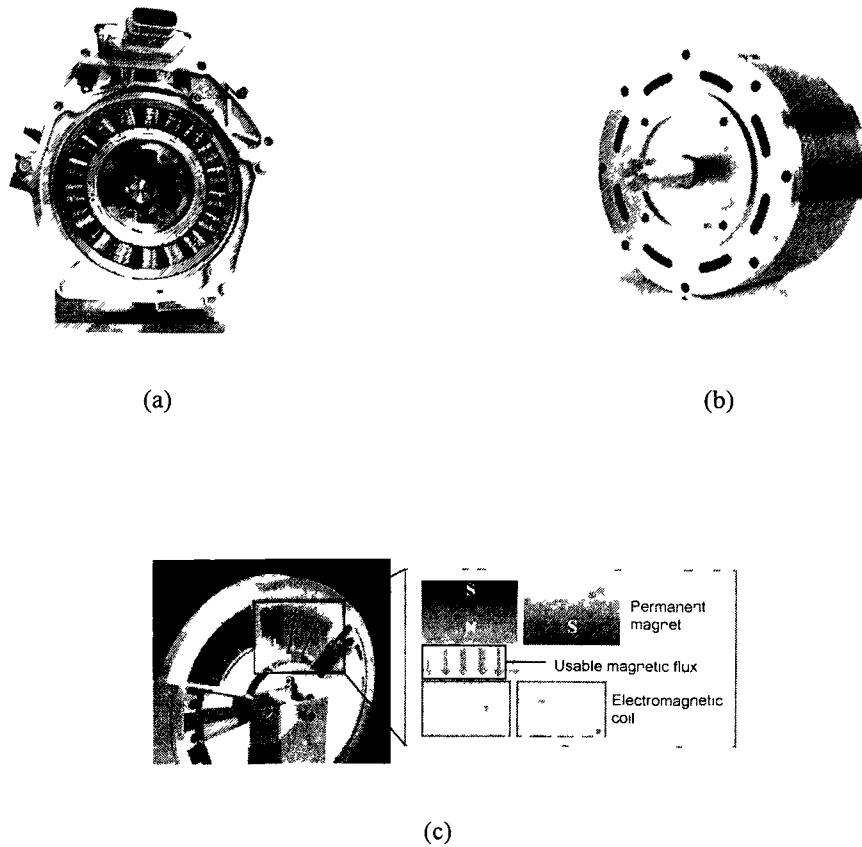 (a)
(b)
S
N
S
Permanent
magnet
Usable magnetic flux
Electromagnetic
coil
(c)